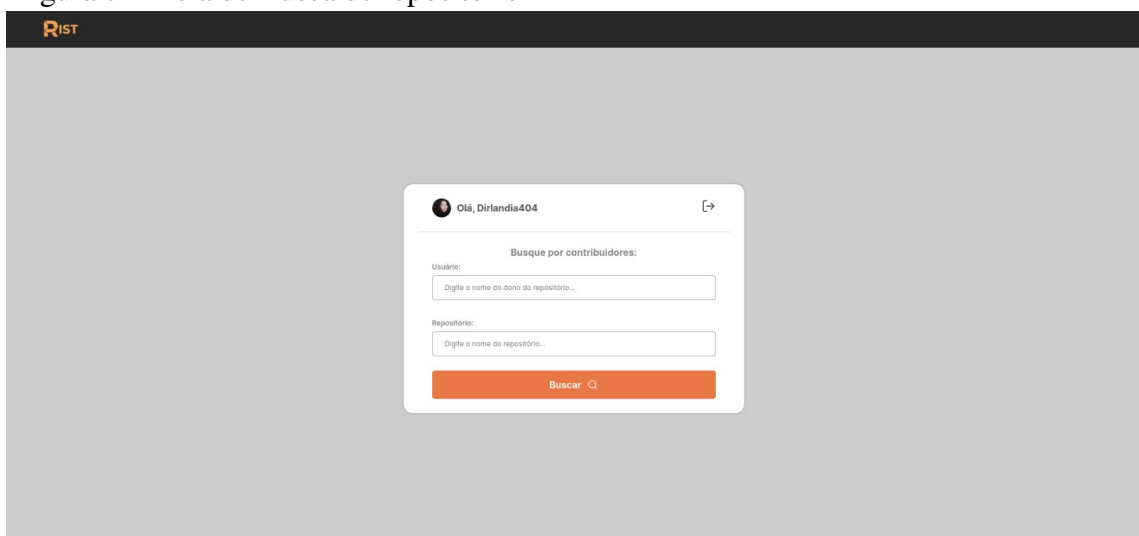 RIST
Olá, Dirlandia404
Busque por contribuidores:
Usuário:
Digite o nome do dono do repositório...
Repositório:
Digite o nome do repositório...
Buscar